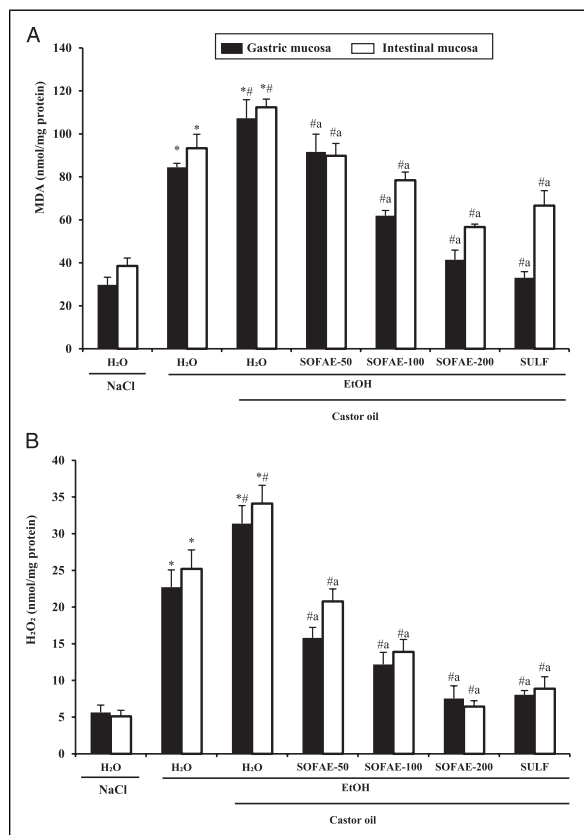 A
Gastric mucosa Intestinal mucosa
140
120
100
80
60
40
20
0
MDA (nmol/mg protein)
* * *# *# #a #a #a #a #a #a #a #a
H₂O H₂O H₂O SOFAE-50 SOFAE-100 SOFAE-200 SULF
NaCl EtOH
Castor oil
B
40
35
30
25
20
15
10
5
0
H₂O₂ (nmol/mg protein)
* * *# *# #a #a #a #a #a #a #a #a
H₂O H₂O H₂O SOFAE-50 SOFAE-100 SOFAE-200 SULF
NaCl EtOH
Castor oil